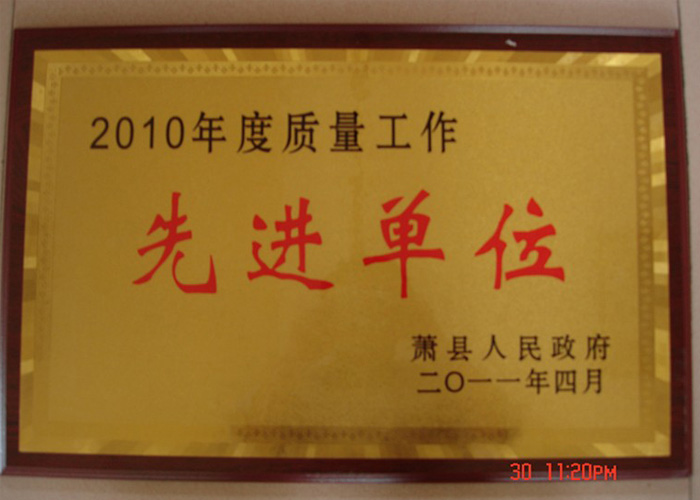 2010年度质量工作
先进单位
萧县人民政府
二〇一一年四月
30 11:20PM